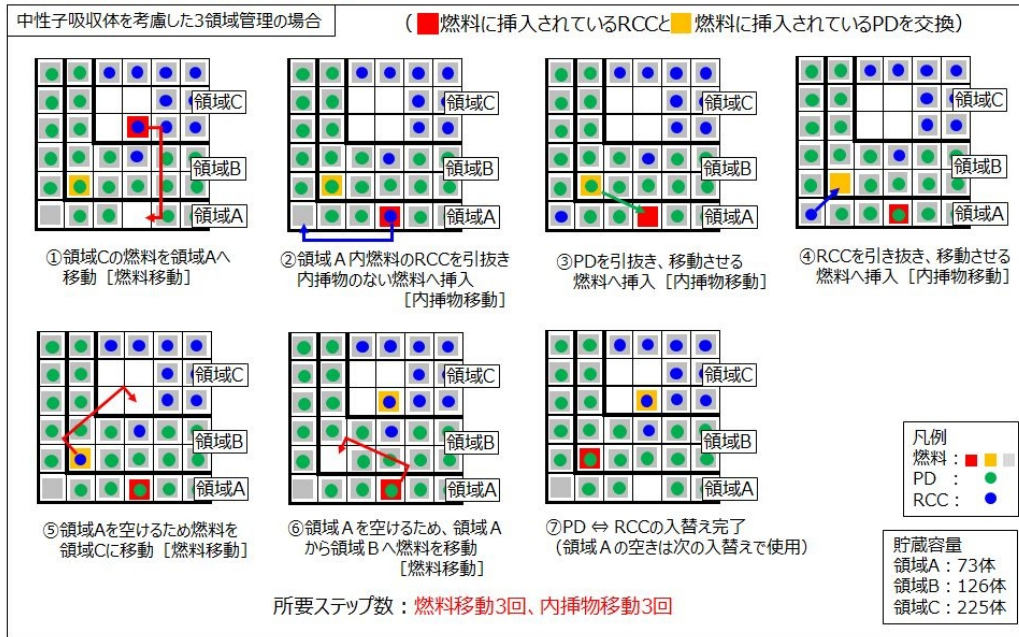 中性子吸収体を考慮した3領域管理の場合
(■燃料に挿入されているRCCと■燃料に挿入されているPDを交換)
領域C
領域B
領域A
①領域Cの燃料を領域Aへ
移動[燃料移動]
領域C
領域B
領域A
②領域A内燃料のRCCを引抜き
内挿物のない燃料へ挿入
[内挿物移動]
領域C
領域B
領域A
③PDを引抜き、移動させる
燃料へ挿入[内挿物移動]
領域C
領域B
領域A
④RCCを引き抜き、移動させる
燃料へ挿入[内挿物移動]
領域C
領域B
領域A
⑤領域Aを空けるため燃料を
領域Cに移動[燃料移動]
領域C
領域B
領域A
⑥領域Aを空けるため、領域A
から領域Bへ燃料を移動
[燃料移動]
領域C
領域B
領域A
⑦PD ⇔ RCCの入替え完了
(領域Aの空きは次の入替えで使用)
凡例
燃料:
PD :
RCC:
貯蔵容量
領域A:73体
領域B:126体
領域C:225体
所要ステップ数:燃料移動3回、内挿物移動3回